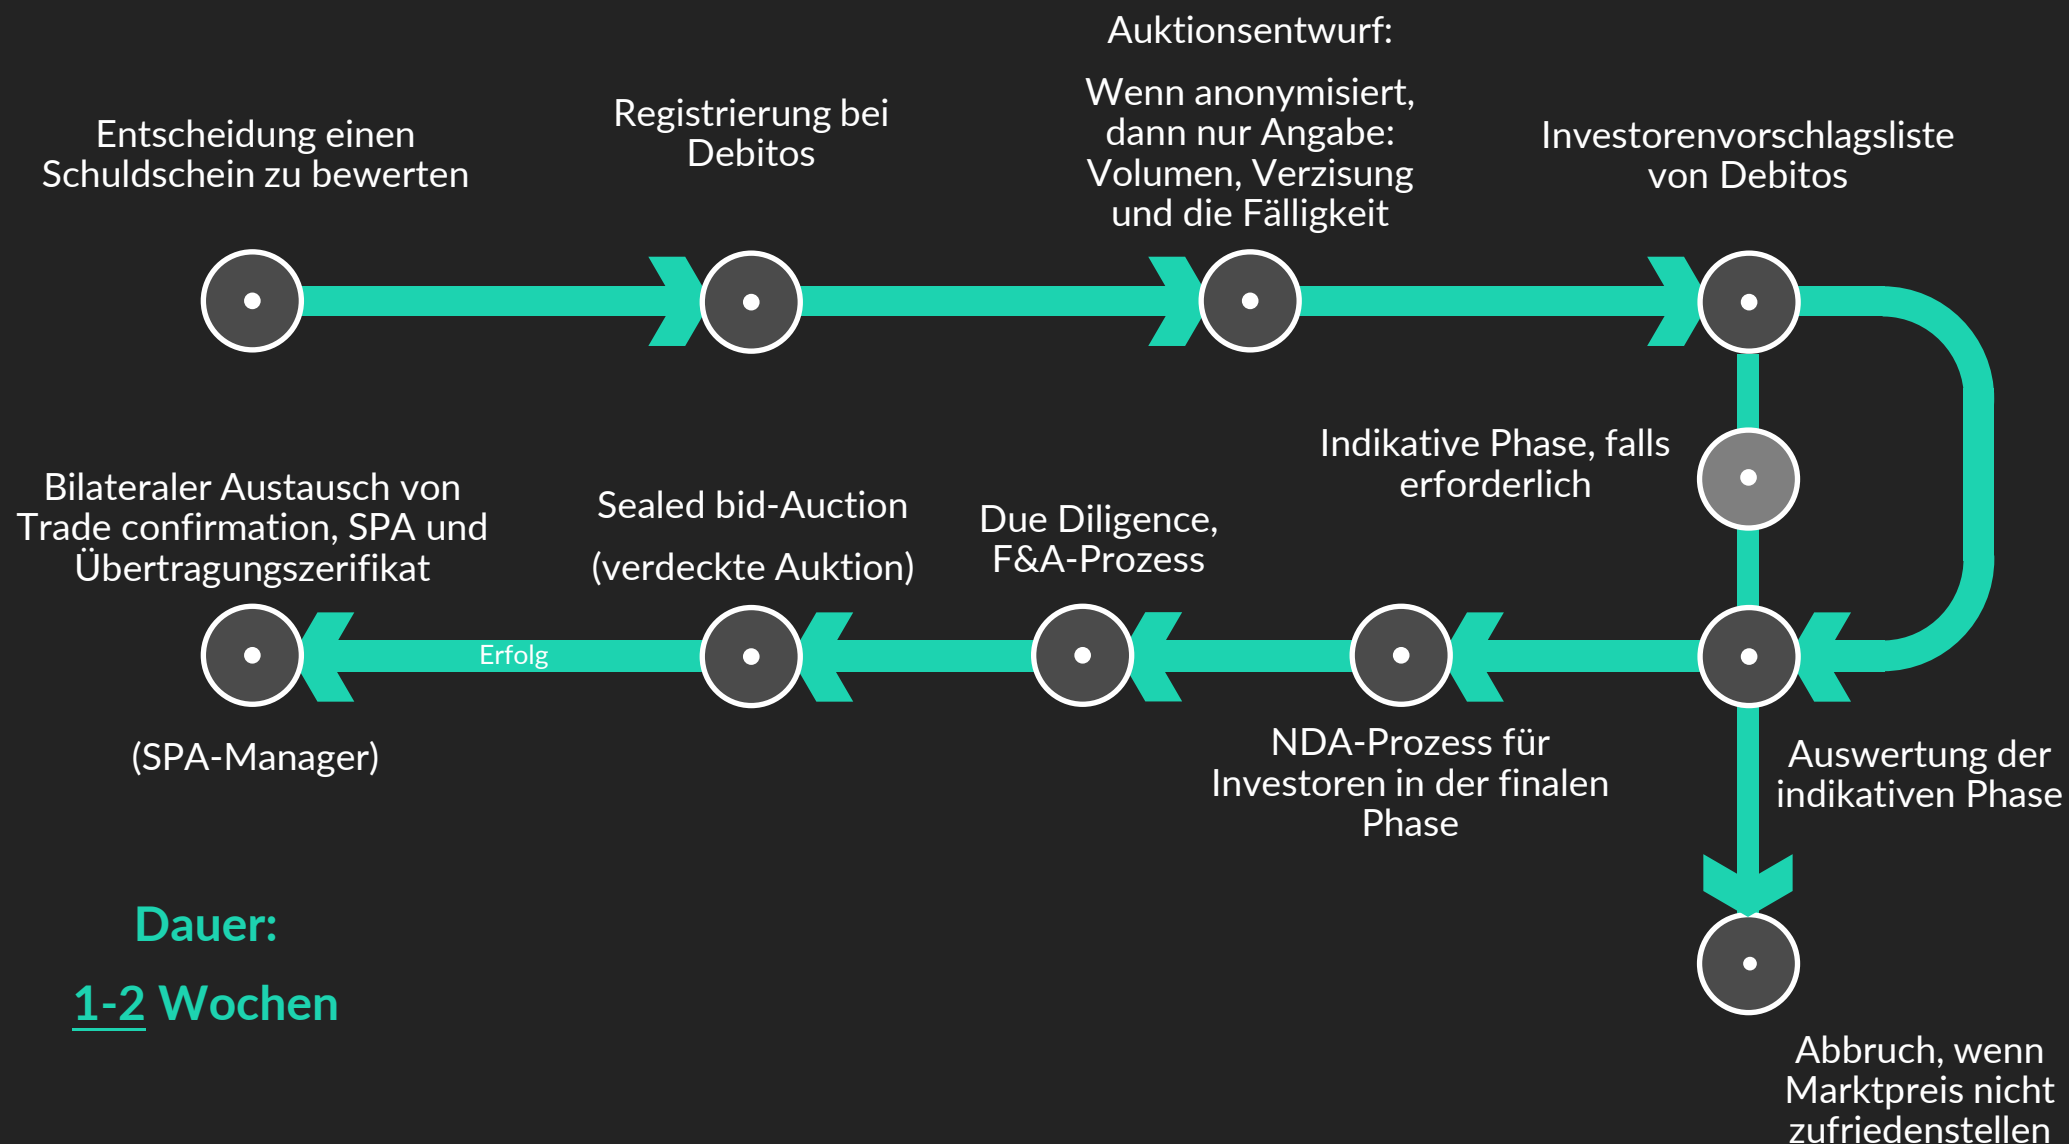 Entscheidung einen
Schuldschein zu bewerten
Registrierung bei
Debitos
Auktionsentwurf:
Wenn anonymisiert,
dann nur Angabe:
Volumen, Verzisung
und die Fälligkeit
Investorenvorschlagsliste
von Debitos
Indikative Phase, falls
erforderlich
Auswertung der
indikativen Phase
Abbruch, wenn
Marktpreis nicht
zufriedenstellen
NDA-Prozess für
Investoren in der finalen
Phase
Due Diligence,
F&A-Prozess
Sealed bid-Auction
(verdeckte Auktion)
Erfolg
Bilateraler Austausch von
Trade confirmation, SPA und
Übertragungszerifikat
(SPA-Manager)
Dauer:
1-2 Wochen